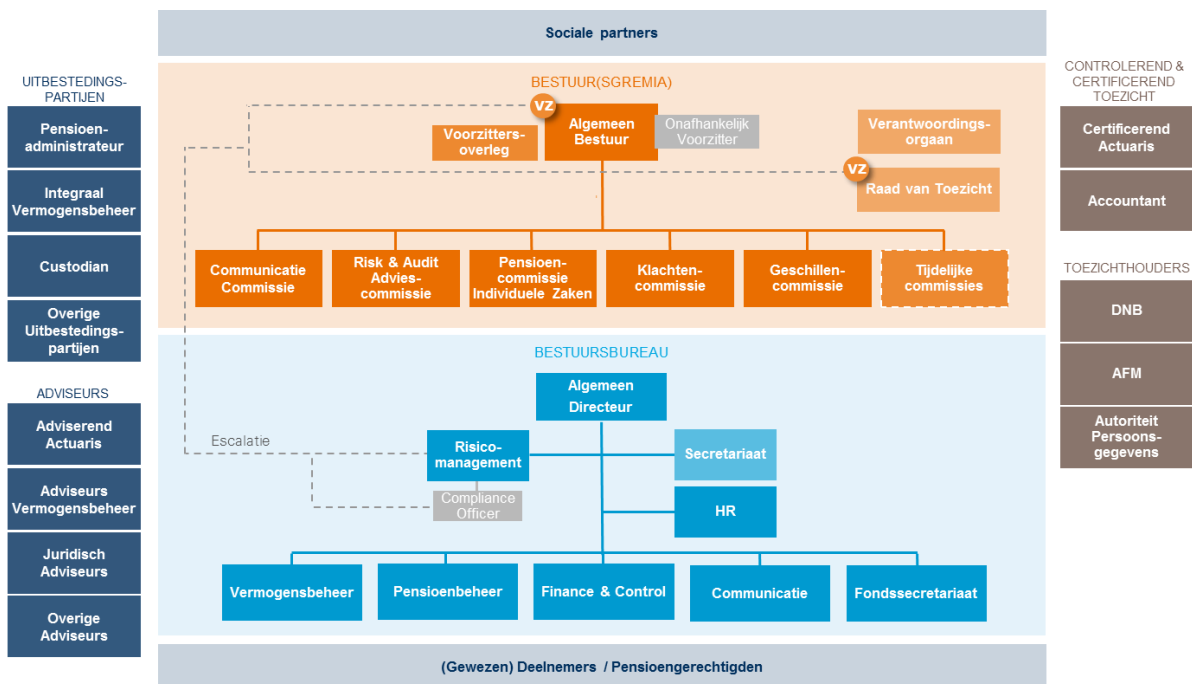 Sociale partners
UITBESTEDINGS-
PARTIJEN
Pensioen-
administrateur
Integraal
Vermogensbeheer
Custodian
Overige
Uitbestedings-
partijen
ADVISEURS
Adviserend
Actuaris
Adviseurs
Vermogensbeheer
Juridisch
Adviseurs
Overige
Adviseurs
BESTUUR(SGREMIA)
VZ
Voorzitters-
overleg
Algemeen
Bestuur
Onafhankelijk
Voorzitter
Verantwoordings-
orgaan
VZ
Raad van Toezicht
Communicatie
Commissie
Risk & Audit
Advies-
commissie
Pensioen-
commissie
Individuele Zaken
Klachten-
commissie
Geschillen-
commissie
Tijdelijke
commissies
BESTUURSBUREAU
Algemeen
Directeur
Escalatie
Risico-
management
Secretariaat
Compliance
Officer
HR
Vermogensbeheer
Pensioenbeheer
Finance & Control
Communicatie
Fondssecretariaat
CONTROLEREND &
CERTIFICEREND
TOEZICHT
Certificerend
Actuaris
Accountant
TOEZICHTHOUDERS
DNB
AFM
Autoriteit
Persoons-
gegevens
(Gewezen) Deelnemers / Pensioengerechtigden